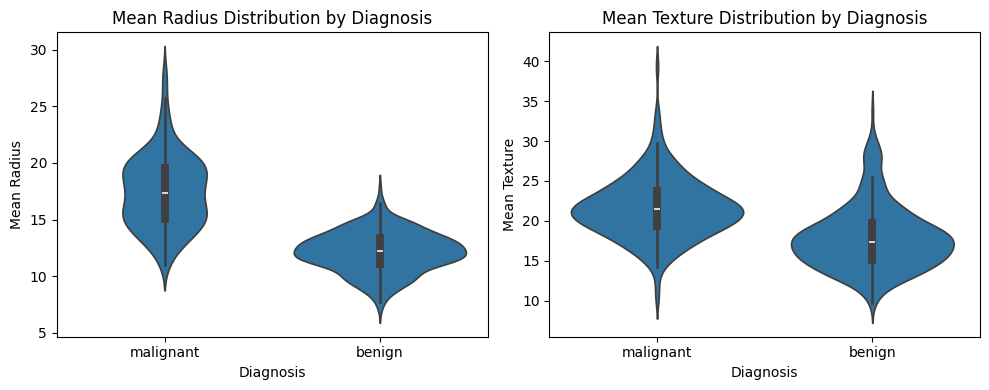 Mean Radius Distribution by Diagnosis
Mean Radius
30
25
20
15
10
5
malignant
benign
Diagnosis
Mean Texture Distribution by Diagnosis
Mean Texture
40
35
30
25
20
15
10
malignant
benign
Diagnosis